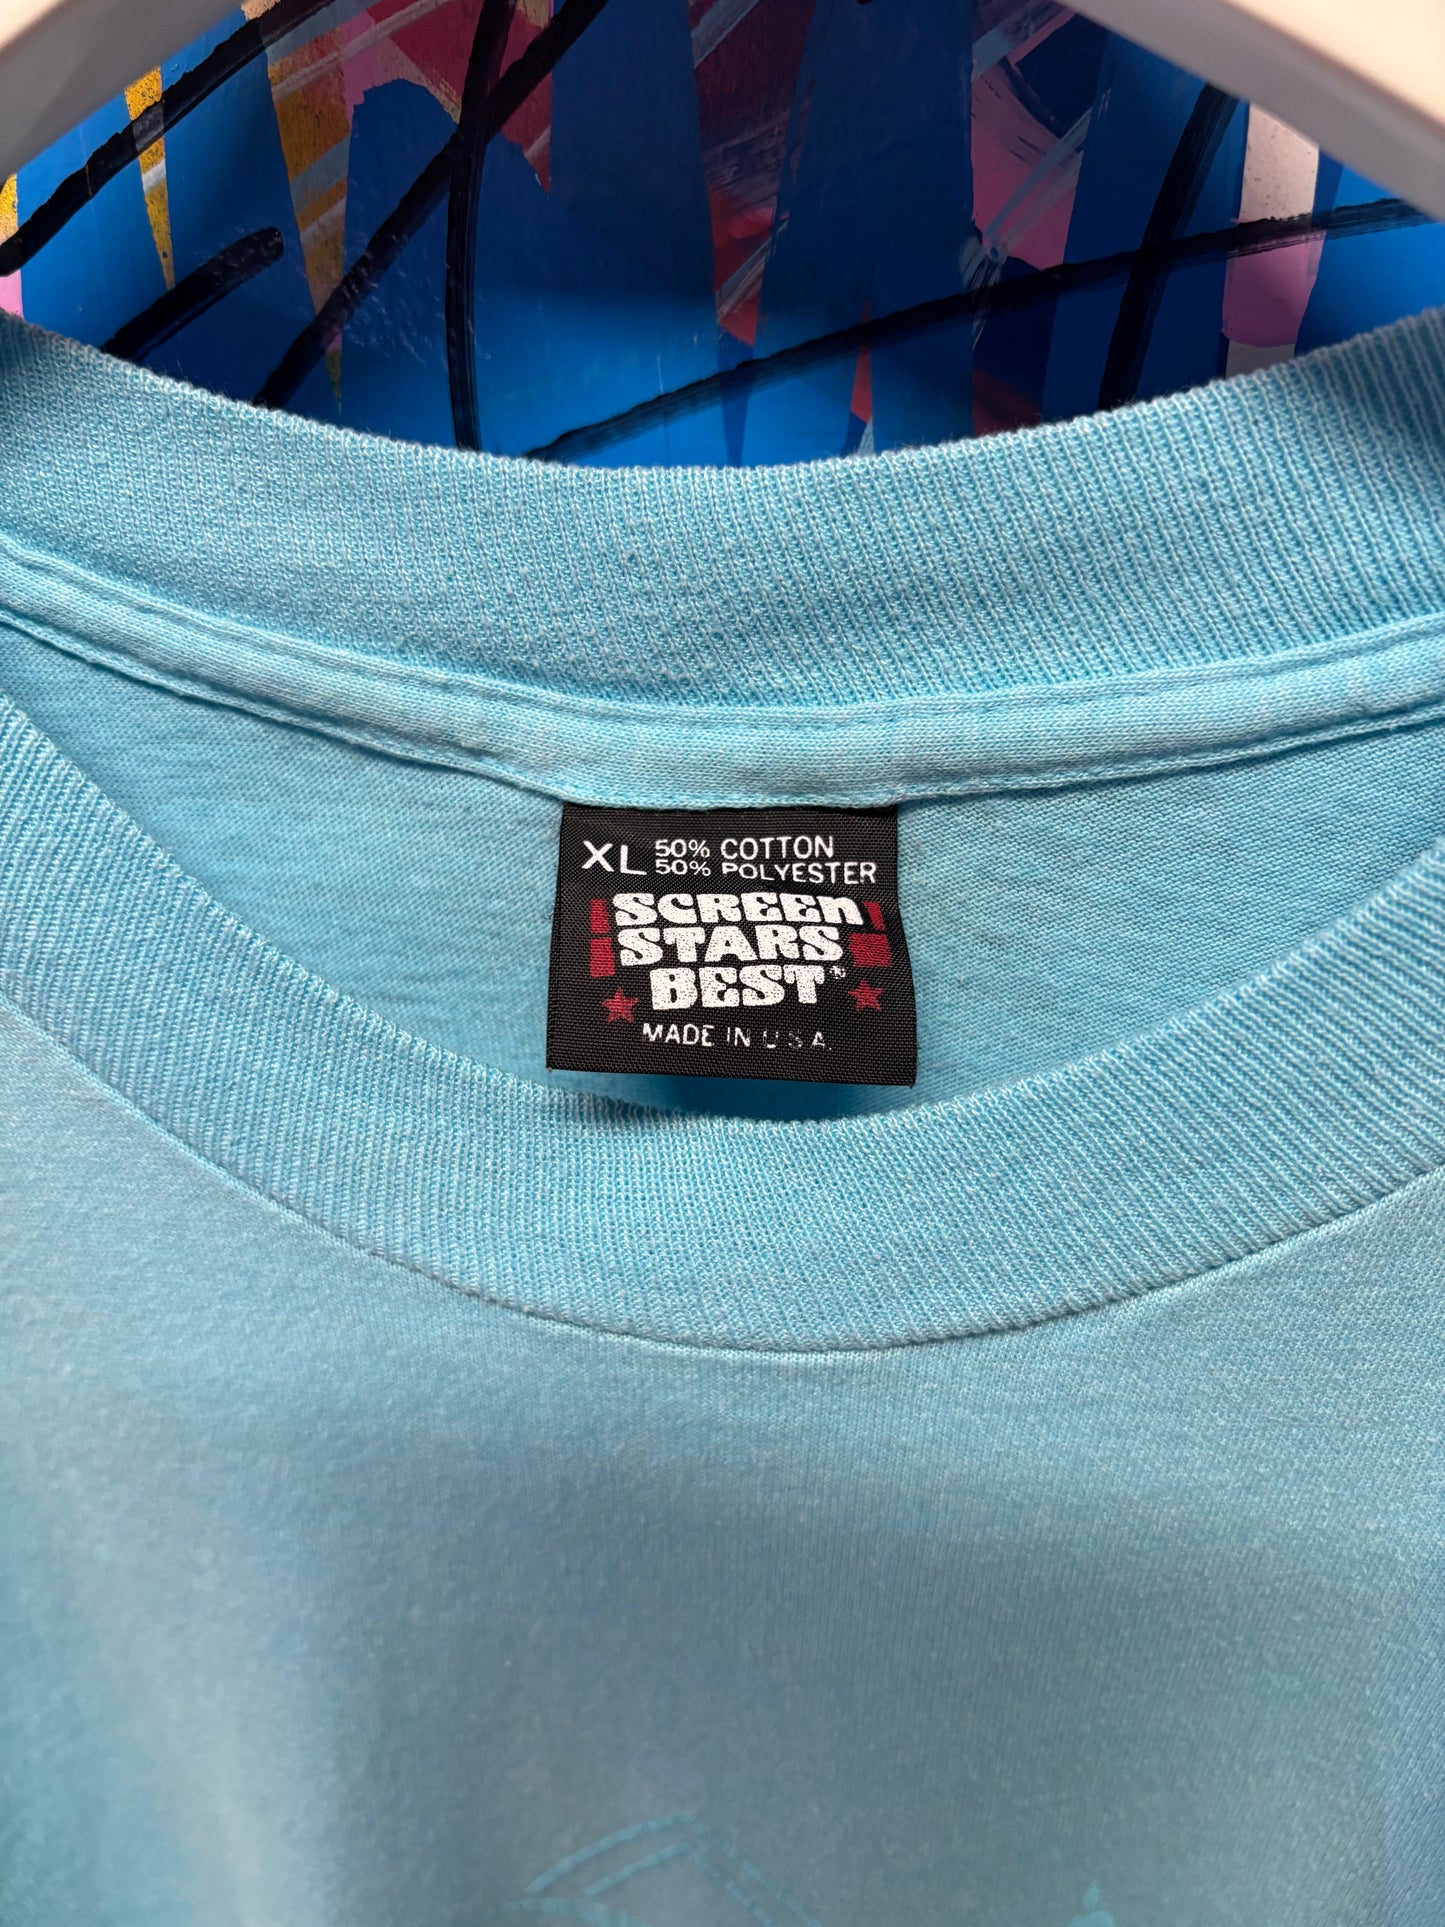 XL 50% COTTON
50% POLYESTER
SCREEn
STARS
BEST®
MADE IN U.S.A.